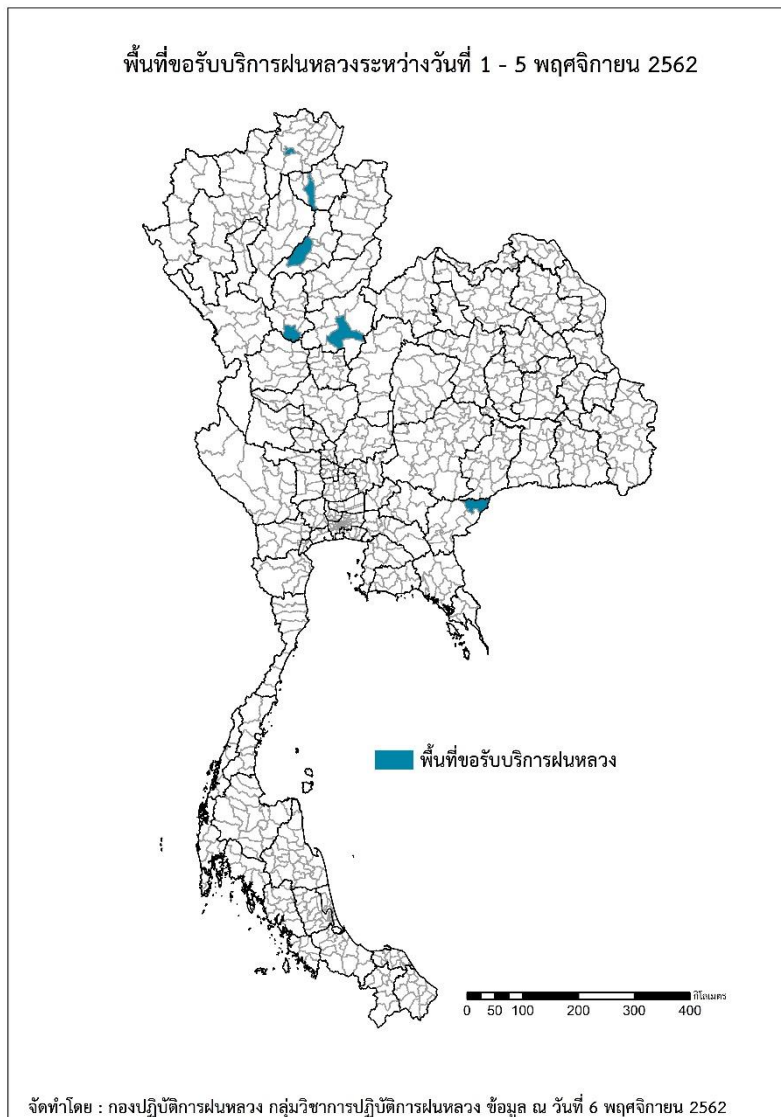 พื้นที่ขอรับบริการฝนหลวงระหว่างวันที่ 1 - 5 พฤศจิกายน 2562
พื้นที่ขอรับบริการฝนหลวง
กิโลเมตร
0 50 100 200 300 400
จัดทำโดย : กองปฏิบัติการฝนหลวง กลุ่มวิชาการปฏิบัติการฝนหลวง ข้อมูล ณ วันที่ 6 พฤศจิกายน 2562